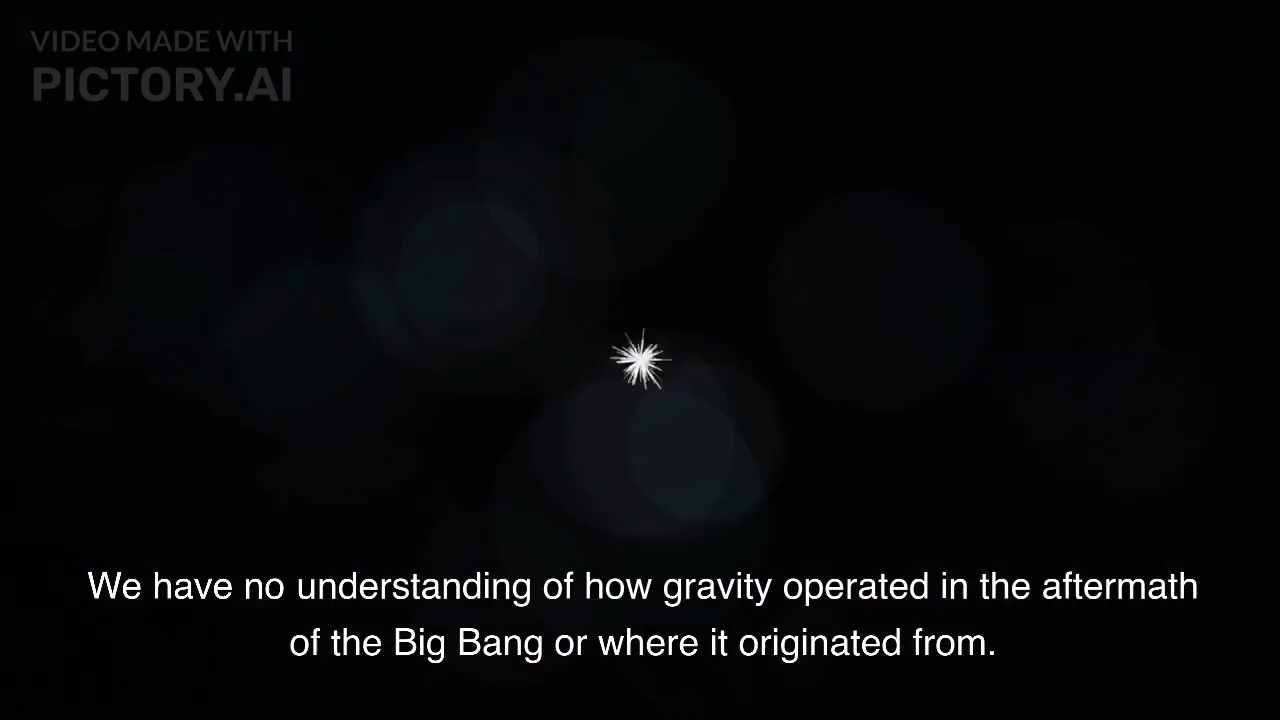 VIDEO MADE WITH
PICTORY.AI
We have no understanding of how gravity operated in the aftermath
of the Big Bang or where it originated from.